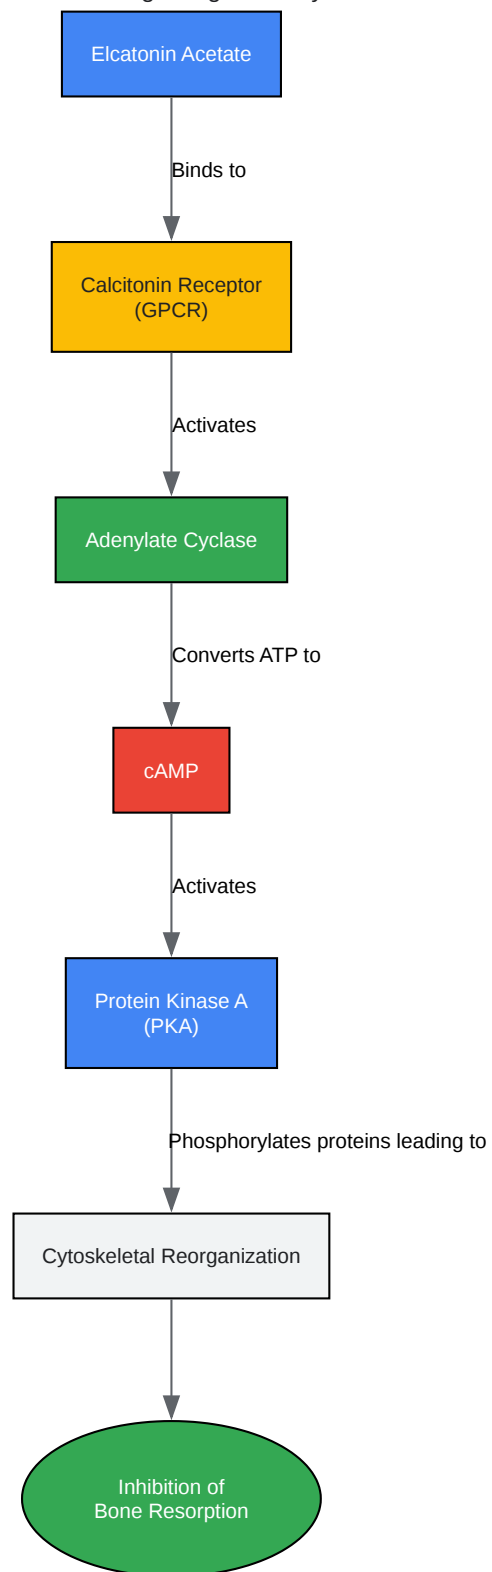 Elcatonin Acetate
Binds to
Calcitonin Receptor
(GPCR)
Activates
Adenylate Cyclase
Converts ATP to
cAMP
Activates
Protein Kinase A
(PKA)
Phosphorylates proteins leading to
Cytoskeletal Reorganization
Inhibition of
Bone Resorption